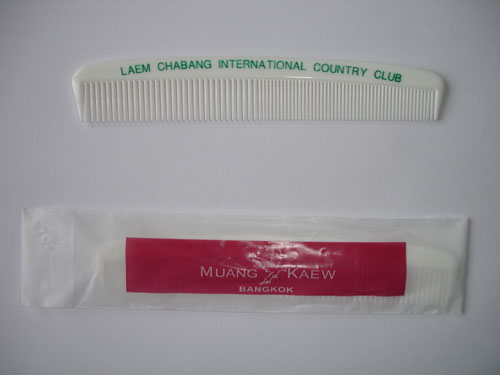 LAEM CHABANG INTERNATIONAL COUNTRY CLUB
MUANG KAEW
BANGKOK